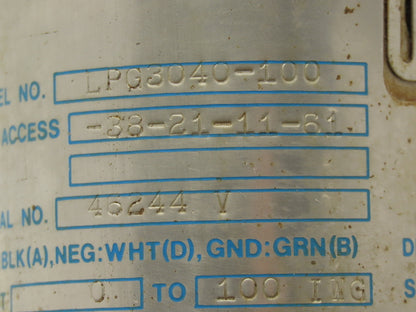 EL NO. LPG3040-100
ACCESS -38-21-11-61
AL NO. 46244 V
BLK(A),NEG:WHT(D), GND:GRN(B) D
T 0 TO 100 ING S